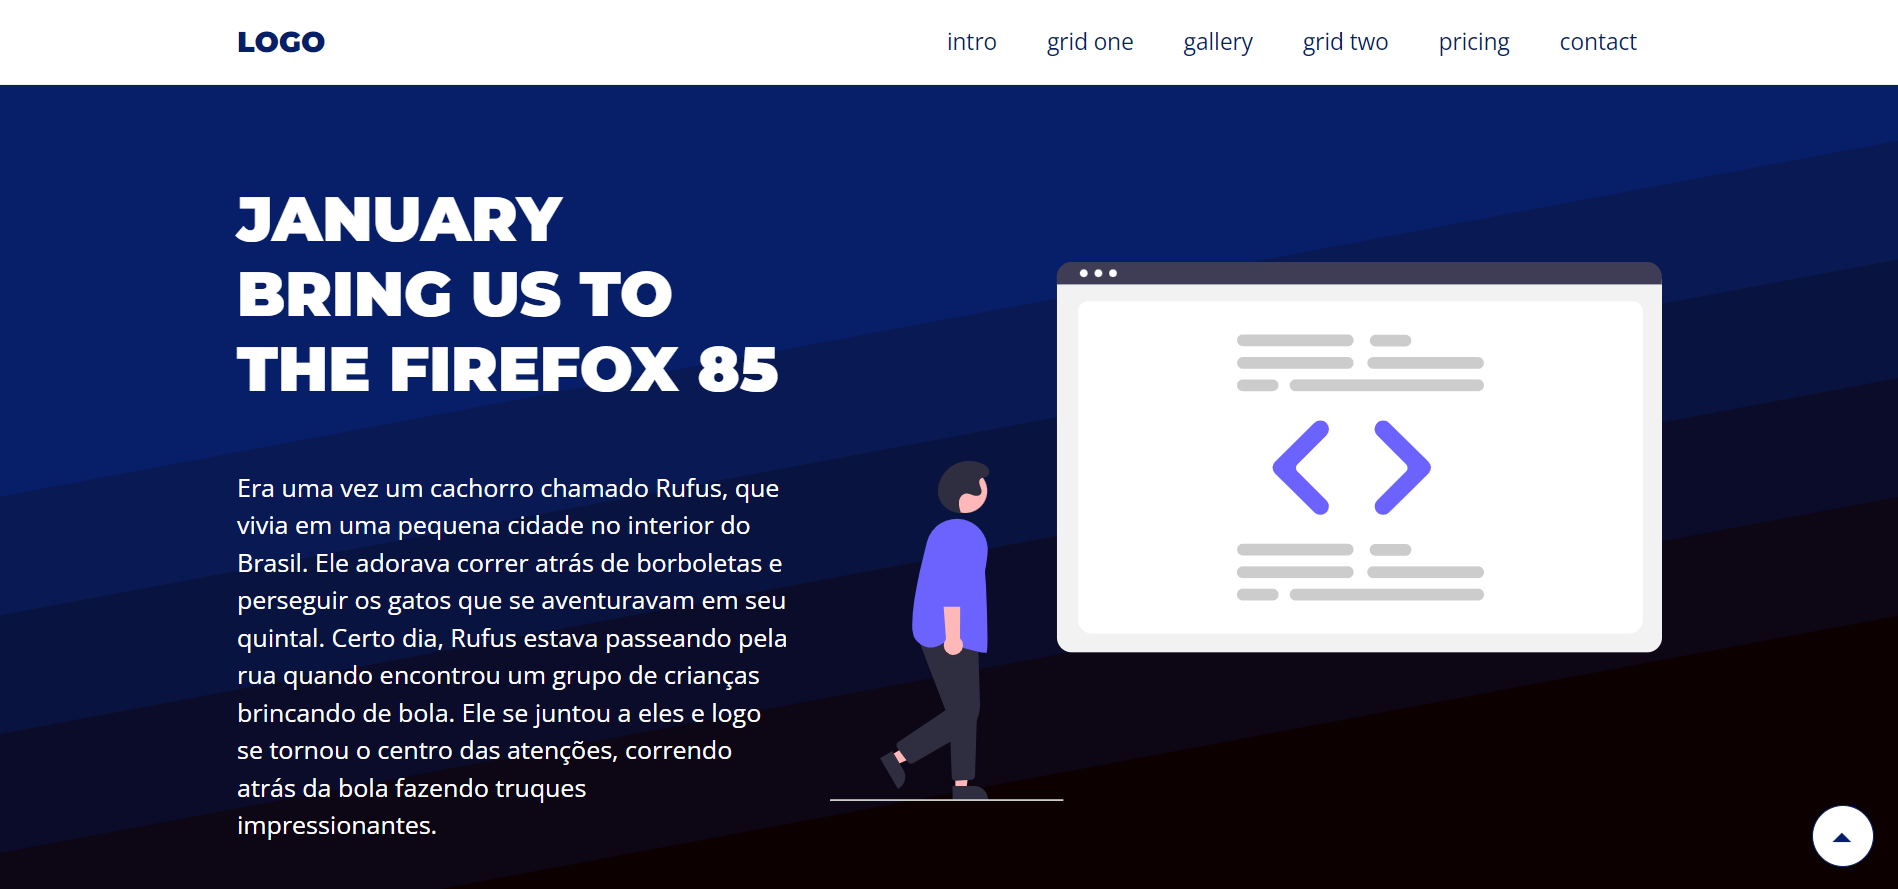 LOGO
intro grid one gallery grid two pricing contact
JANUARY
BRING US TO
THE FIREFOX 85
Era uma vez um cachorro chamado Rufus, que
vivia em uma pequena cidade no interior do
Brasil. Ele adorava correr atrás de borboletas e
perseguir os gatos que se aventuravam em seu
quintal. Certo dia, Rufus estava passeando pela
rua quando encontrou um grupo de crianças
brincando de bola. Ele se juntou a eles e logo
se tornou o centro das atenções, correndo
atrás da bola fazendo truques
impressionantes.